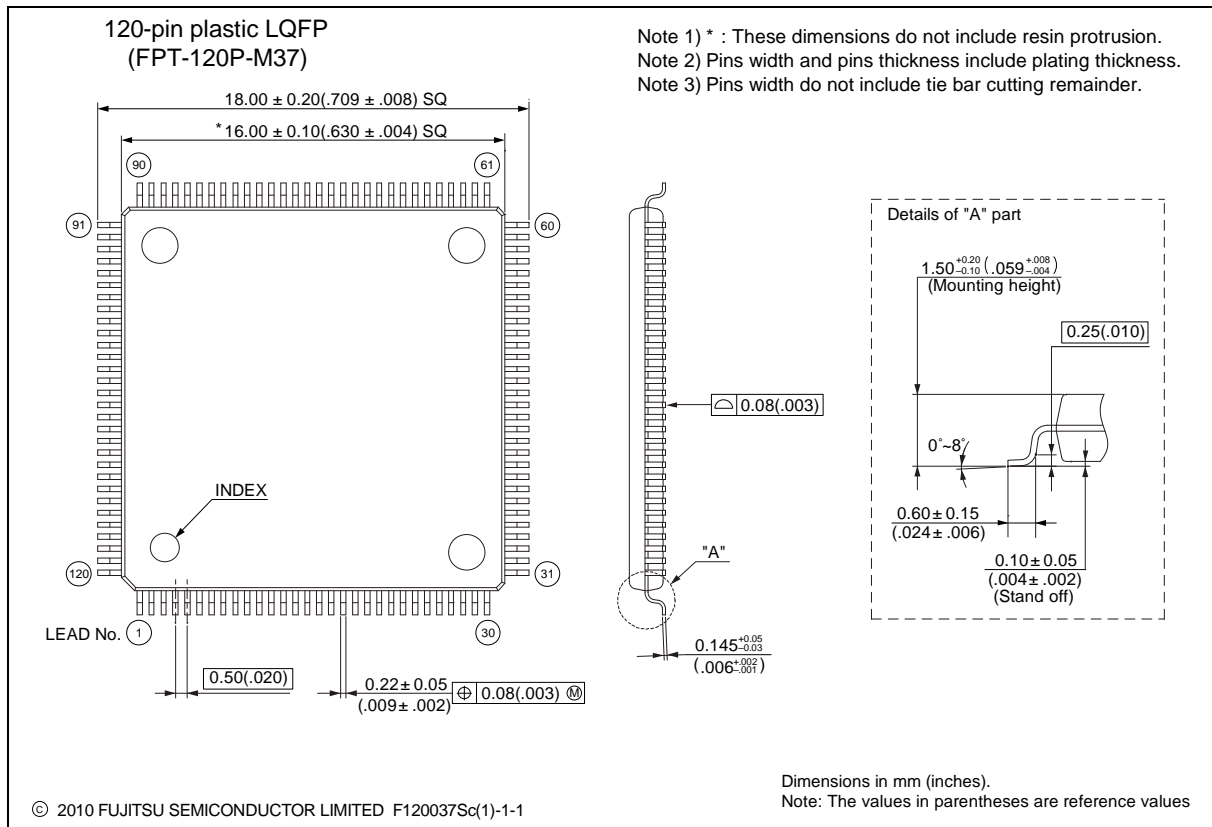 120-pin plastic LQFP
(FPT-120P-M37)
Note 1) * : These dimensions do not include resin protrusion.
Note 2) Pins width and pins thickness include plating thickness.
Note 3) Pins width do not include tie bar cutting remainder.
18.00 ± 0.20(.709 ± .008) SQ
*16.00 ± 0.10(.630 ± .004) SQ
90
61
91
60
Details of "A" part
1.50 +0.20 −0.10 (.059 +.008 −.004)
(Mounting height)
0.25(.010)
0.08(.003)
0°~8°
INDEX
0.60 ± 0.15
(.024 ± .006)
"A"
0.10 ± 0.05
(.004 ± .002)
(Stand off)
120
31
LEAD No. 1
30
0.145 +0.05 −0.03
(.006 +.002 −.001)
0.50(.020)
0.22 ± 0.05
(.009 ± .002)
⌖ 0.08(.003) Ⓜ
Dimensions in mm (inches).
Note: The values in parentheses are reference values
© 2010 FUJITSU SEMICONDUCTOR LIMITED F120037Sc(1)-1-1